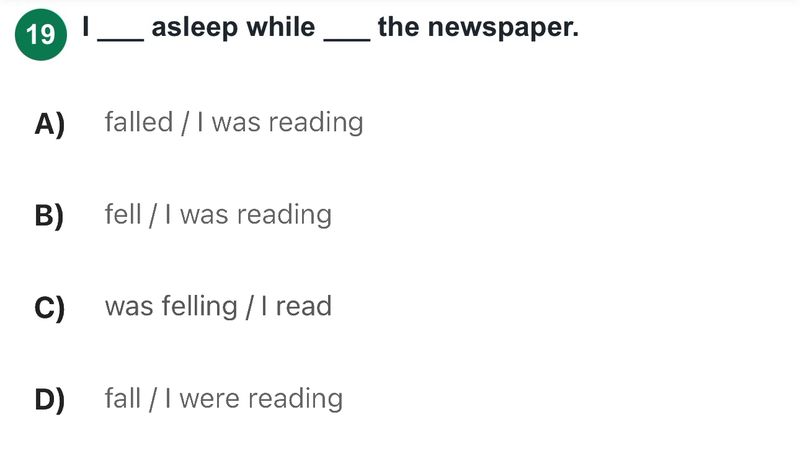 19 I ___ asleep while ___ the newspaper.
A) falled / I was reading
B) fell / I was reading
C) was felling / I read
D) fall / I were reading